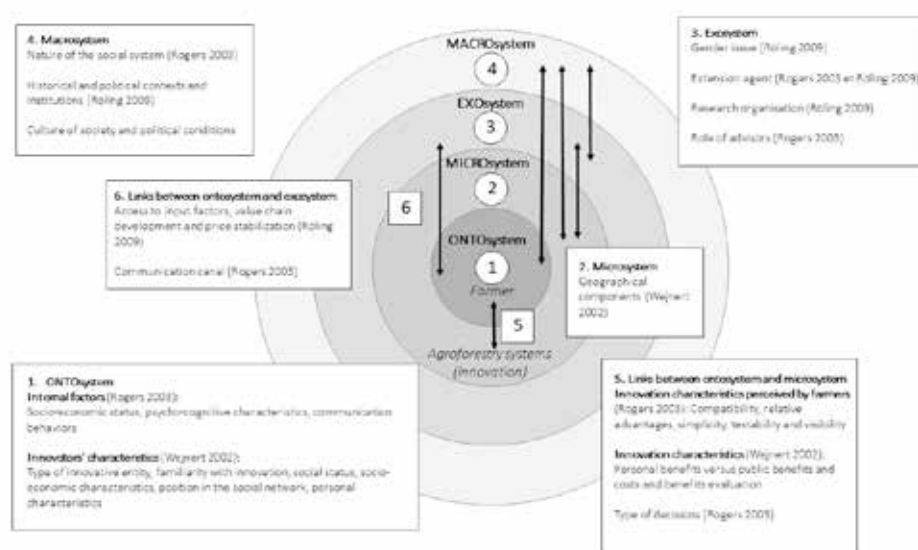 4. Macrosystem
Nature of the social system (Rogers 2003)
Historical and political contexts and
institutions (Röling 2009)
Culture of society and political conditions
3. Exosystem
Gender issue (Röling 2009)
Extension agent (Rogers 2003 en Röling 2009)
Research organisation (Röling 2009)
Role of advisors (Rogers 2003)
MACROsystem
4
EXOsystem
3
MICROsystem
2
ONTOsystem
1
Farmer
6
5
Agroforestry systems
(innovation)
6. Links between ontosystem and exosystem
Access to input factors, value chain
development and price stabilization (Röling
2009)
Communication canal (Rogers 2003)
2. Microsystem
Geographical
components (Wejnert
2002)
1. ONTOsystem
Internal factors (Rogers 2003):
Socioeconomic status, psychocognitive characteristics, communication
behaviors
Innovators' characteristics (Wejnert 2002):
Type of innovative entity, familiarity with innovation, social status, socio-
economic characteristics, position in the social network, personal
characteristics
5. Links between ontosystem and microsystem
Innovation characteristics perceived by farmers
(Rogers 2003): Compatibility, relative
advantages, simplicity, testability and visibility
Innovation characteristics (Wejnert 2002):
Personal benefits versus public benefits and
costs and benefits evaluation
Type of decisions (Rogers 2003)